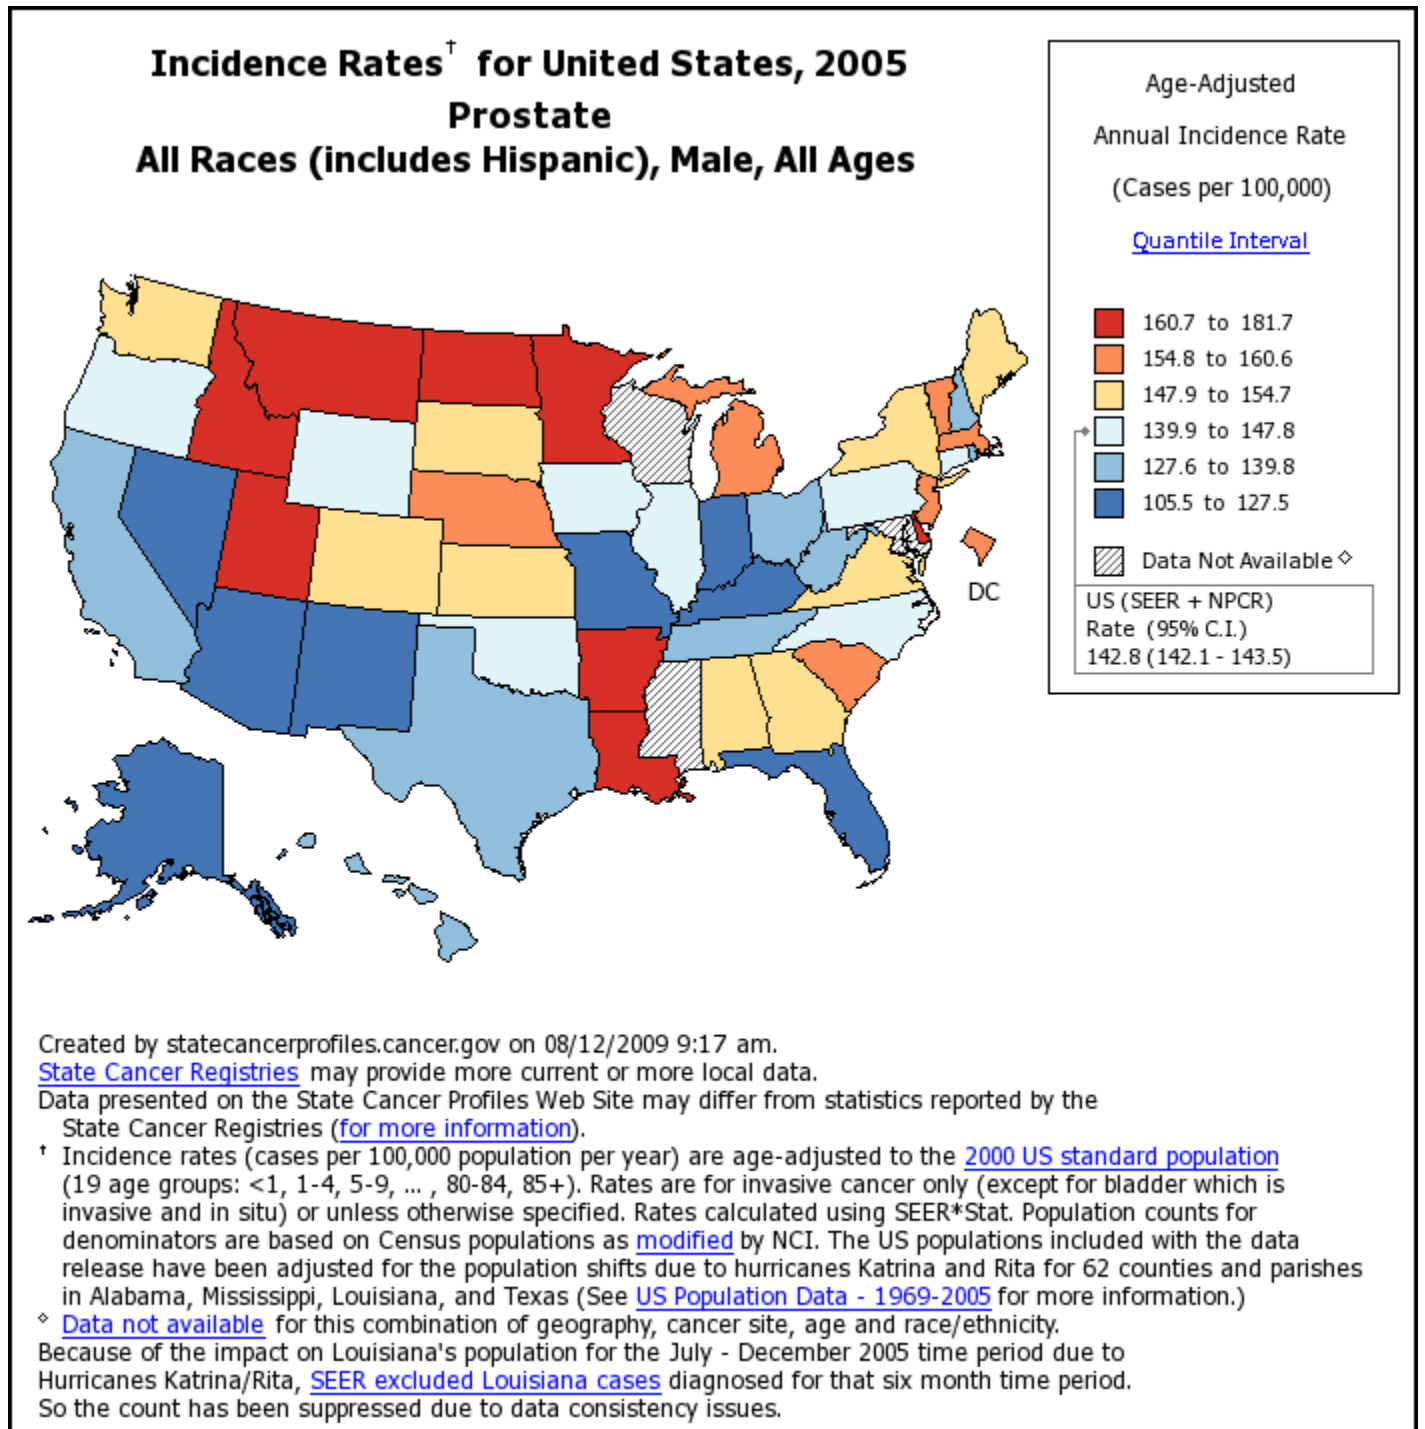 Incidence Rates† for United States, 2005
Prostate
All Races (includes Hispanic), Male, All Ages
Age-Adjusted
Annual Incidence Rate
(Cases per 100,000)
Quantile Interval
160.7 to 181.7
154.8 to 160.6
147.9 to 154.7
139.9 to 147.8
127.6 to 139.8
105.5 to 127.5
Data Not Available ◇
US (SEER + NPCR)
Rate (95% C.I.)
142.8 (142.1 - 143.5)
DC
Created by statecancerprofiles.cancer.gov on 08/12/2009 9:17 am.
State Cancer Registries may provide more current or more local data.
Data presented on the State Cancer Profiles Web Site may differ from statistics reported by the
State Cancer Registries (for more information).
† Incidence rates (cases per 100,000 population per year) are age-adjusted to the 2000 US standard population
(19 age groups: <1, 1-4, 5-9, ... , 80-84, 85+). Rates are for invasive cancer only (except for bladder which is
invasive and in situ) or unless otherwise specified. Rates calculated using SEER*Stat. Population counts for
denominators are based on Census populations as modified by NCI. The US populations included with the data
release have been adjusted for the population shifts due to hurricanes Katrina and Rita for 62 counties and parishes
in Alabama, Mississippi, Louisiana, and Texas (See US Population Data - 1969-2005 for more information.)
◇ Data not available for this combination of geography, cancer site, age and race/ethnicity.
Because of the impact on Louisiana's population for the July - December 2005 time period due to
Hurricanes Katrina/Rita, SEER excluded Louisiana cases diagnosed for that six month time period.
So the count has been suppressed due to data consistency issues.